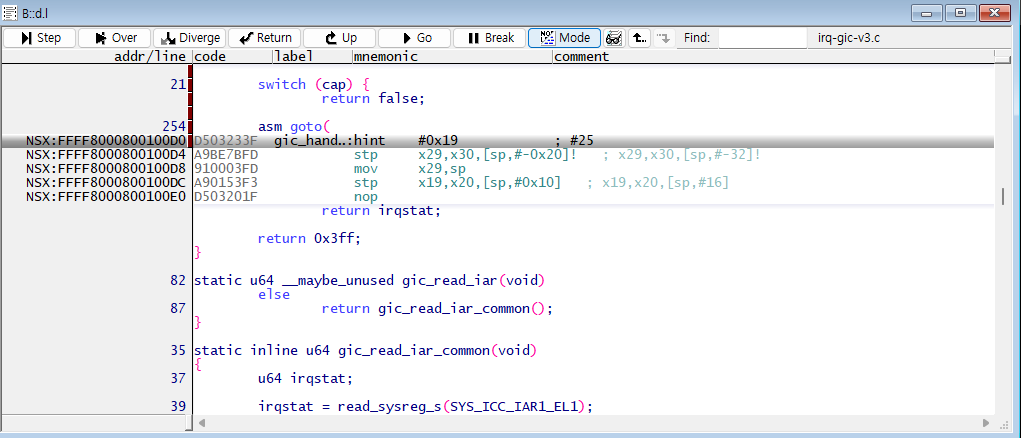 B::d.l
Step Over Diverge Return Up Go Break Mode Find: irq-gic-v3.c
addr/line code label mnemonic comment
21 switch (cap) {
return false;
254 asm goto(
NSX:FFFF8000800100D0 D503233F gic_hand..:hint #0x19 ; #25
NSX:FFFF8000800100D4 A9BE7BFD stp x29,x30,[sp,#-0x20]! ; x29,x30,[sp,#-32]!
NSX:FFFF8000800100D8 910003FD mov x29,sp
NSX:FFFF8000800100DC A90153F3 stp x19,x20,[sp,#0x10] ; x19,x20,[sp,#16]
NSX:FFFF8000800100E0 D503201F nop
return irqstat;
return 0x3ff;
}
82 static u64 __maybe_unused gic_read_iar(void)
else
87 return gic_read_iar_common();
}
35 static inline u64 gic_read_iar_common(void)
{
37 u64 irqstat;
39 irqstat = read_sysreg_s(SYS_ICC_IAR1_EL1);